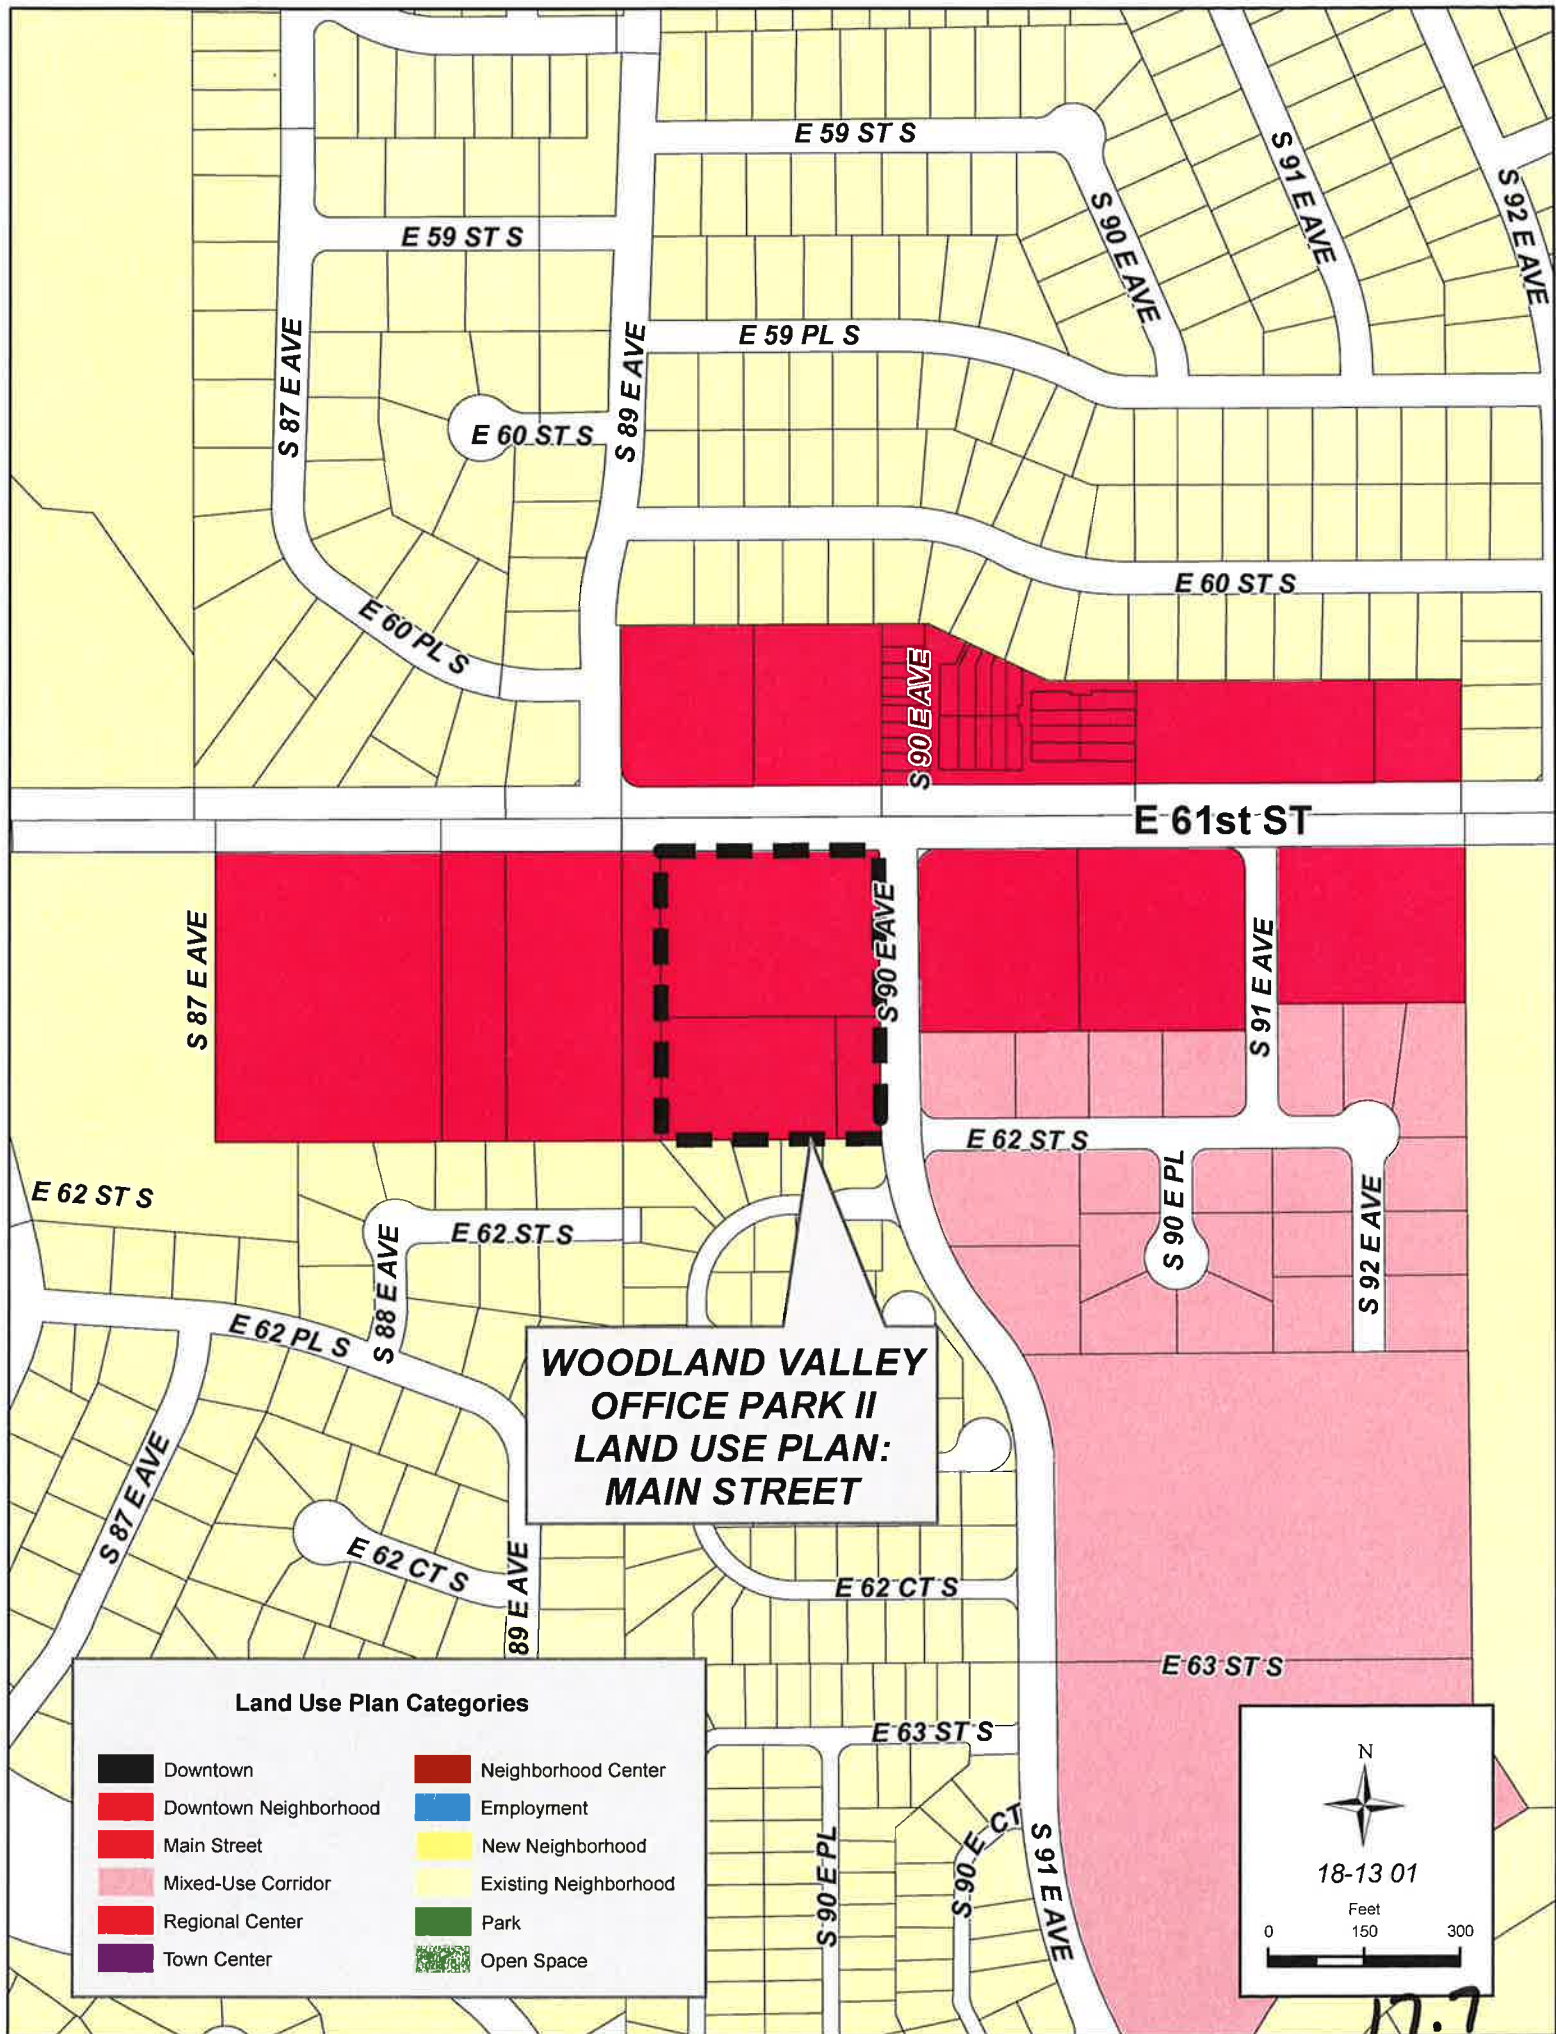 E 59 ST S
S 91 E AVE
S 92 E AVE
S 90 E AVE
E 59 ST S
S 87 E AVE
S 89 E AVE
E 59 PL S
E 60 ST S
E 60 ST S
E 60 PL S
S 90 E AVE
E 61st ST
S 87 E AVE
S 90 E AVE
S 91 E AVE
E 62 ST S
S 90 E PL
S 92 E AVE
E 62 ST S
E 62 ST S
S 88 E AVE
E 62 PL S
WOODLAND VALLEY
OFFICE PARK II
LAND USE PLAN:
MAIN STREET
S 87 E AVE
E 62 CT S
89 E AVE
E 62 CT S
E 63 ST S
E 63 ST S
S 90 E PL
S 90 E CT
S 91 E AVE
Land Use Plan Categories
Downtown
Downtown Neighborhood
Main Street
Mixed-Use Corridor
Regional Center
Town Center
Neighborhood Center
Employment
New Neighborhood
Existing Neighborhood
Park
Open Space
N
18-13 01
Feet
0 150 300
17.7